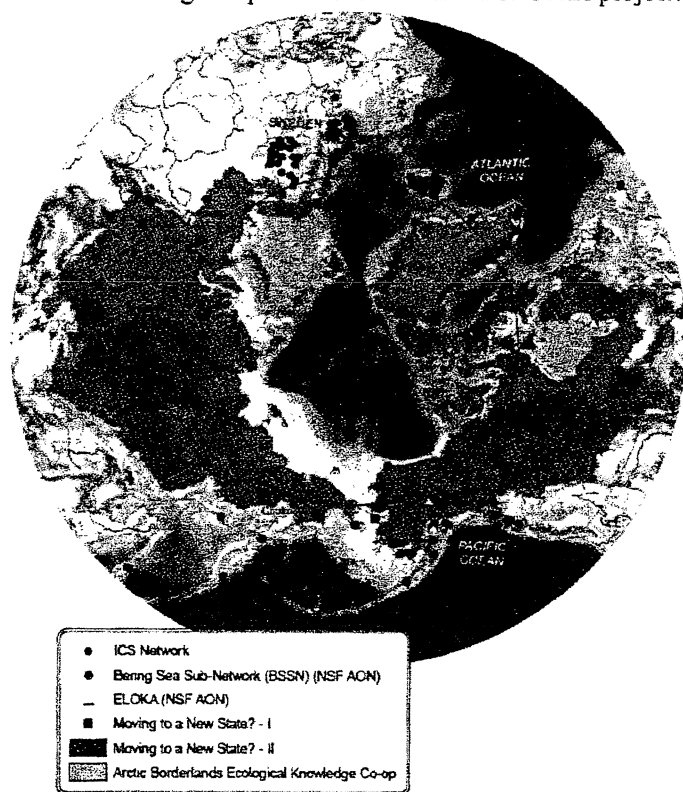 project
SWEDEN
ATLANTIC
OCEAN
PACIFIC
OCEAN
ICS Network
Bering Sea Sub-Network (BSSN) (NSF AON)
ELOKA (NSF AON)
Moving to a New State? - I
Moving to a New State? - II
Arctic Borderlands Ecological Knowledge Co-op